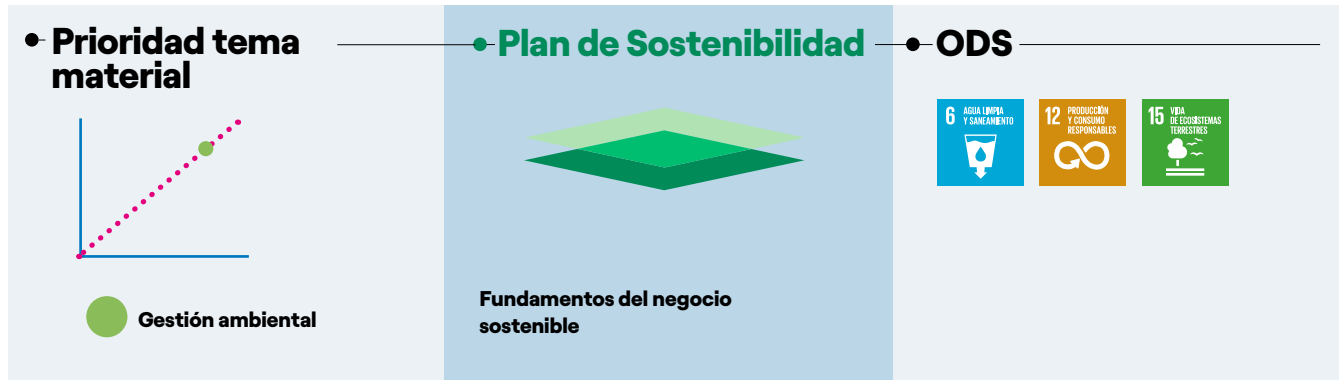 Prioridad tema
material
Gestión ambiental
Plan de Sostenibilidad
Fundamentos del negocio
sostenible
ODS
6 AGUA LIMPIA
Y SANEAMIENTO
12 PRODUCCIÓN
Y CONSUMO
RESPONSABLES
15 VIDA
DE ECOSISTEMAS
TERRESTRES